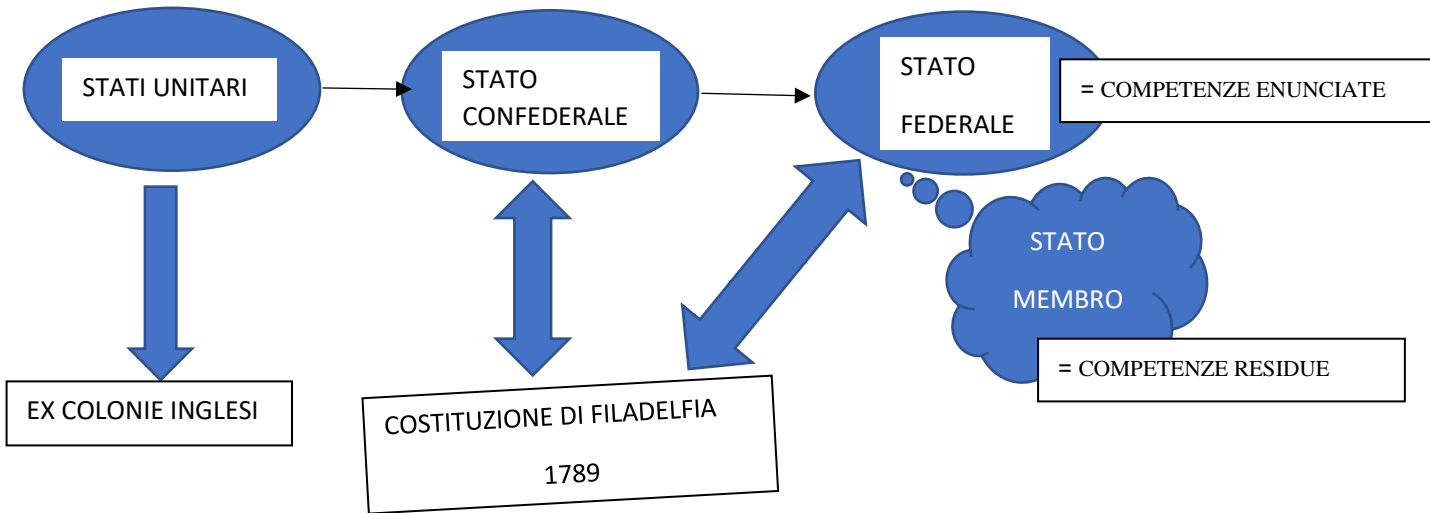 STATI UNITARI
STATO
CONFEDERALE
STATO
FEDERALE
= COMPETENZE ENUNCIATE
STATO
MEMBRO
= COMPETENZE RESIDUE
EX COLONIE INGLESI
COSTITUZIONE DI FILADELFIA
1789